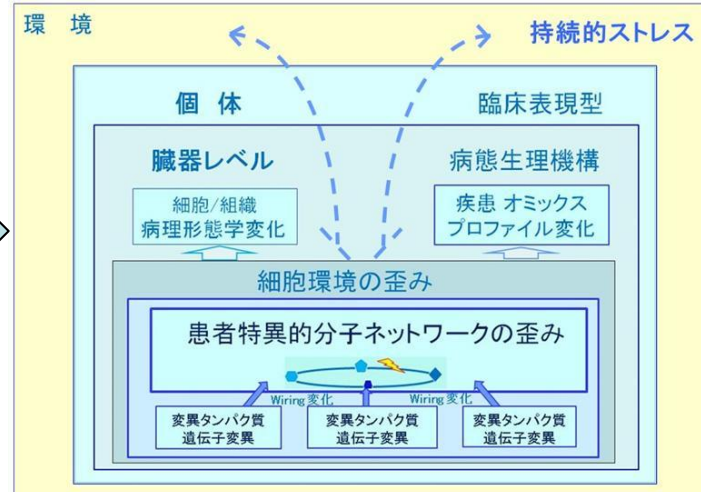 環 境
持続的ストレス
個 体
臨床表現型
臓器レベル
病態生理機構
細胞/組織
病理形態学変化
疾患 オミックス
プロファイル変化
細胞環境の歪み
患者特異的分子ネットワークの歪み
Wiring 変化
Wiring 変化
変異タンパク質
遺伝子変異
変異タンパク質
遺伝子変異
変異タンパク質
遺伝子変異